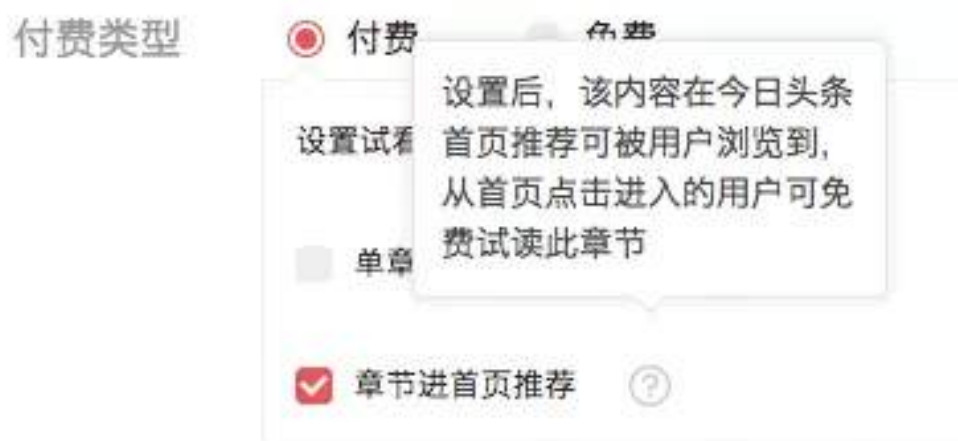 付费类型
付费
免费
设置后，该内容在今日头条
首页推荐可被用户浏览到，
从首页点击进入的用户可免
费试读此章节
设置试看
单章
章节进首页推荐
?